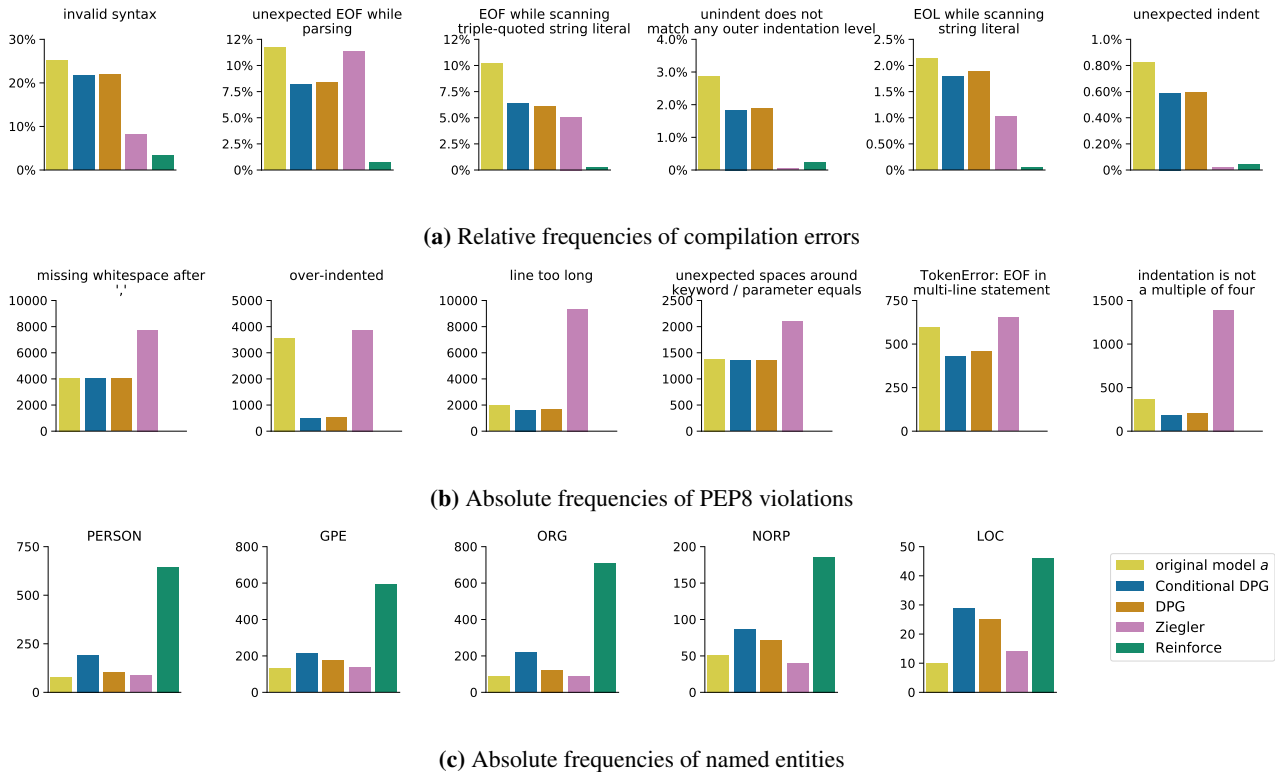 invalid syntax
unexpected EOF while
parsing
EOF while scanning
triple-quoted string literal
unindent does not
match any outer indentation level
EOL while scanning
string literal
unexpected indent
30%
20%
10%
0%
12%
10%
7.5%
5.0%
2.5%
0%
12%
10%
7.5%
5.0%
2.5%
0%
4.0%
3.0%
2.0%
1.0%
0%
2.5%
2.0%
1.5%
1.0%
0.50%
0%
1.0%
0.80%
0.60%
0.40%
0.20%
0%
(a) Relative frequencies of compilation errors
missing whitespace after
','
over-indented
line too long
unexpected spaces around
keyword / parameter equals
TokenError: EOF in
multi-line statement
indentation is not
a multiple of four
10000
8000
6000
4000
2000
0
5000
4000
3000
2000
1000
0
10000
8000
6000
4000
2000
0
2500
2000
1500
1000
500
0
750
500
250
0
1500
1000
500
0
(b) Absolute frequencies of PEP8 violations
PERSON
GPE
ORG
NORP
LOC
750
500
250
0
800
600
400
200
0
800
600
400
200
0
200
150
100
50
0
50
40
30
20
10
0
original model a
Conditional DPG
DPG
Ziegler
Reinforce
(c) Absolute frequencies of named entities